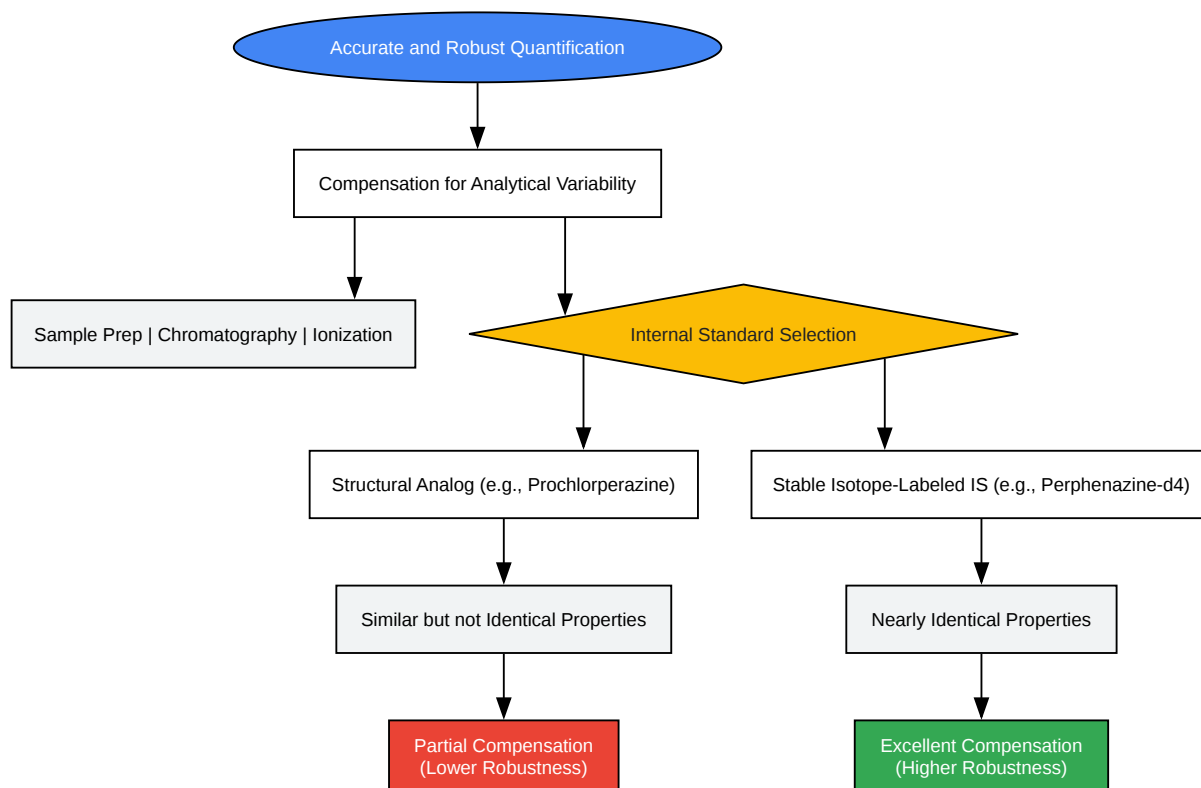 Accurate and Robust Quantification
Compensation for Analytical Variability
Sample Prep | Chromatography | Ionization
Internal Standard Selection
Structural Analog (e.g., Prochlorperazine)
Stable Isotope-Labeled IS (e.g., Perphenazine-d4)
Similar but not Identical Properties
Nearly Identical Properties
Partial Compensation
(Lower Robustness)
Excellent Compensation
(Higher Robustness)